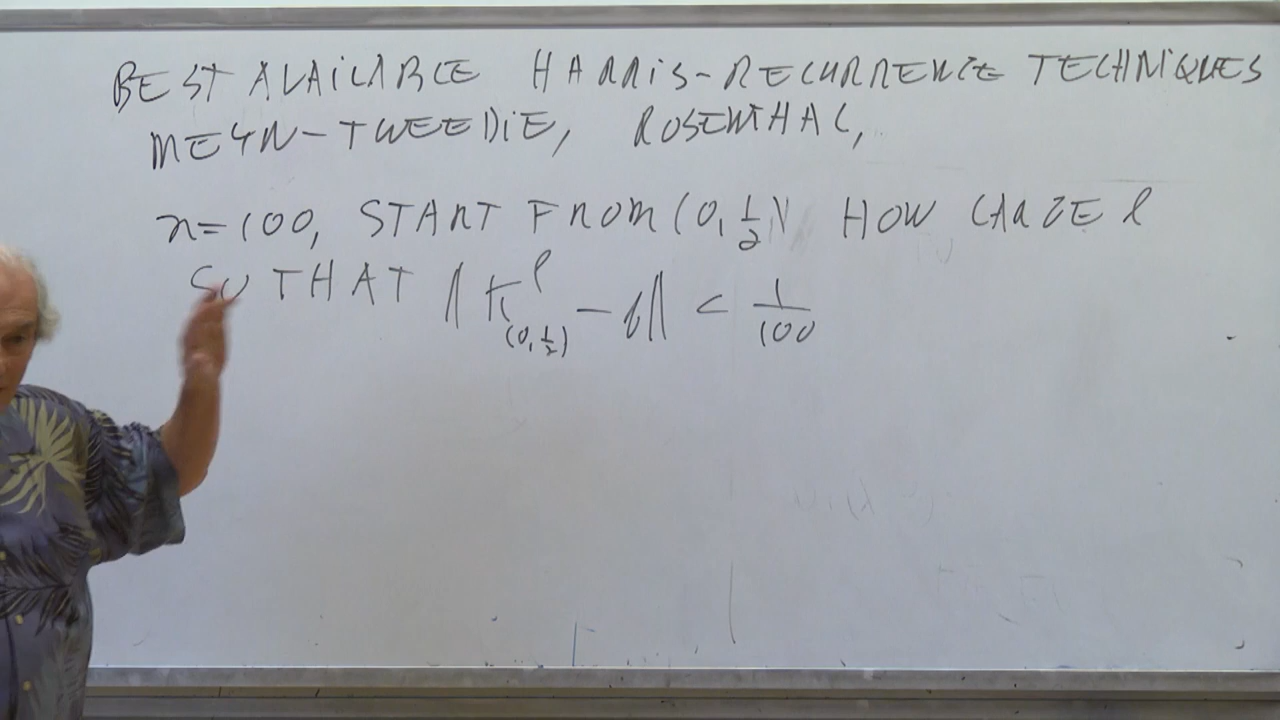 BEST AVAILABLE HARRIS-RECURRENCE TECHNIQUES
MEYN-TWEEDIE, ROSENTHAL,
n=100, START FROM (0, 1/2) HOW LARGE l
SO THAT ‖K^l_(0, 1/2) - f‖ < 1/100